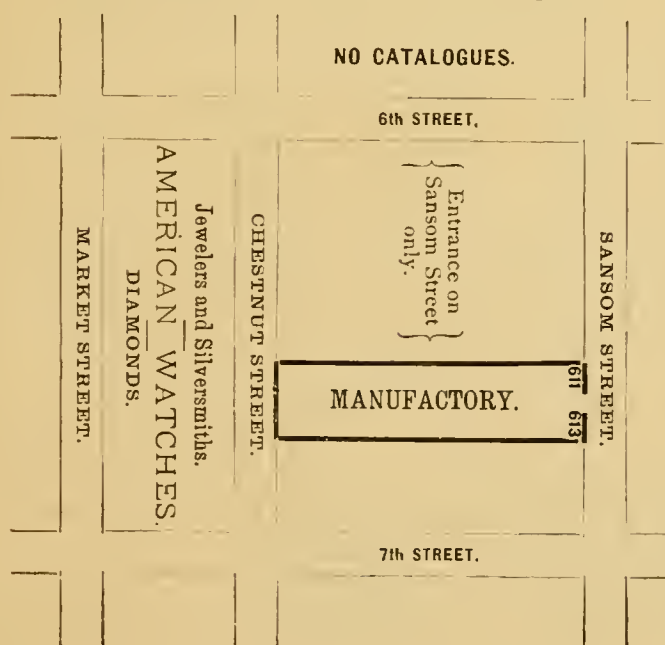 NO CATALOGUES.
6th STREET.
MARKET STREET.
Jewelers and Silversmiths.
AMERICAN WATCHES.
DIAMONDS.
CHESTNUT STREET.
Entrance on
Sansom Street
only.
SANSOM STREET.
611
MANUFACTORY.
613
7th STREET.